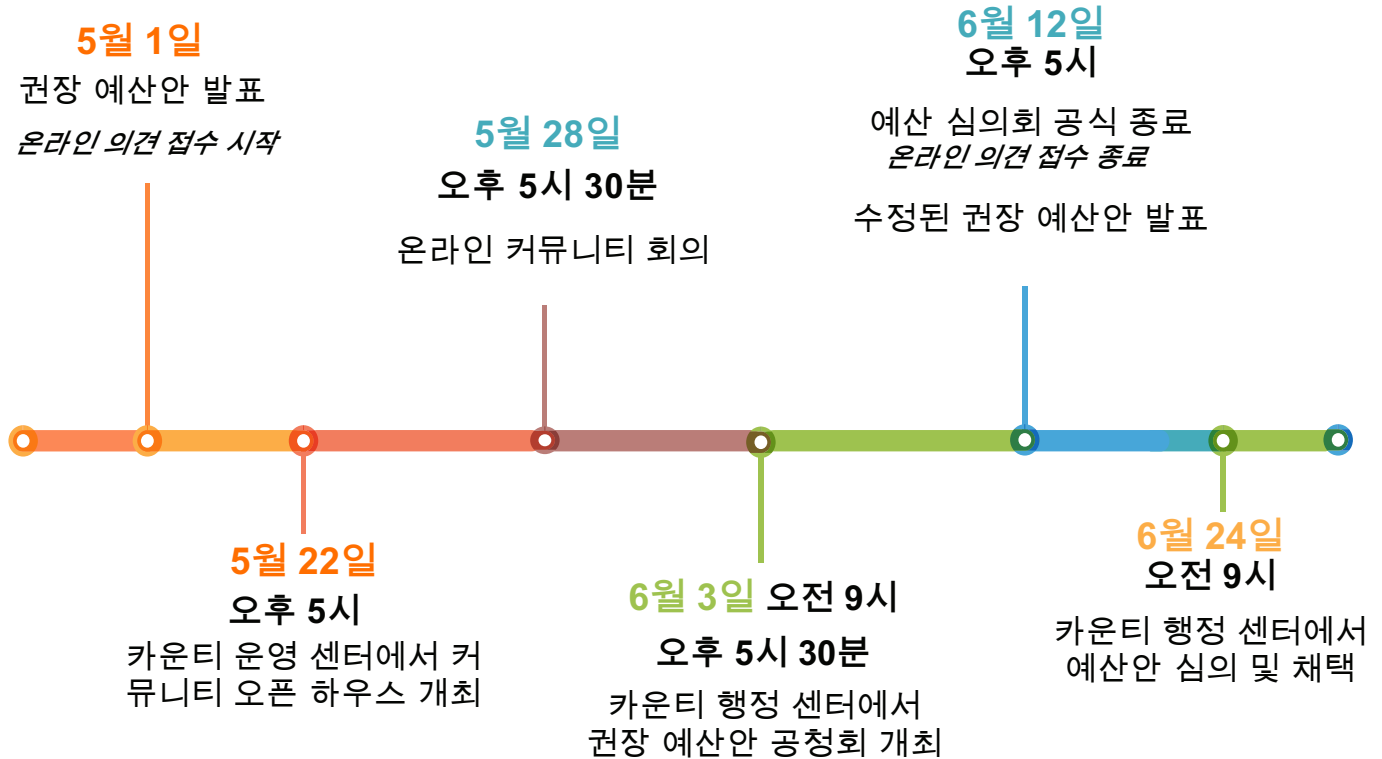 5월 1일
권장 예산안 발표
온라인 의견 접수 시작
5월 22일
오후 5시
카운티 운영 센터에서 커
뮤니티 오픈 하우스 개최
5월 28일
오후 5시 30분
온라인 커뮤니티 회의
6월 3일 오전 9시
오후 5시 30분
카운티 행정 센터에서
권장 예산안 공청회 개최
6월 12일
오후 5시
예산 심의회 공식 종료
온라인 의견 접수 종료
수정된 권장 예산안 발표
6월 24일
오전 9시
카운티 행정 센터에서
예산안 심의 및 채택